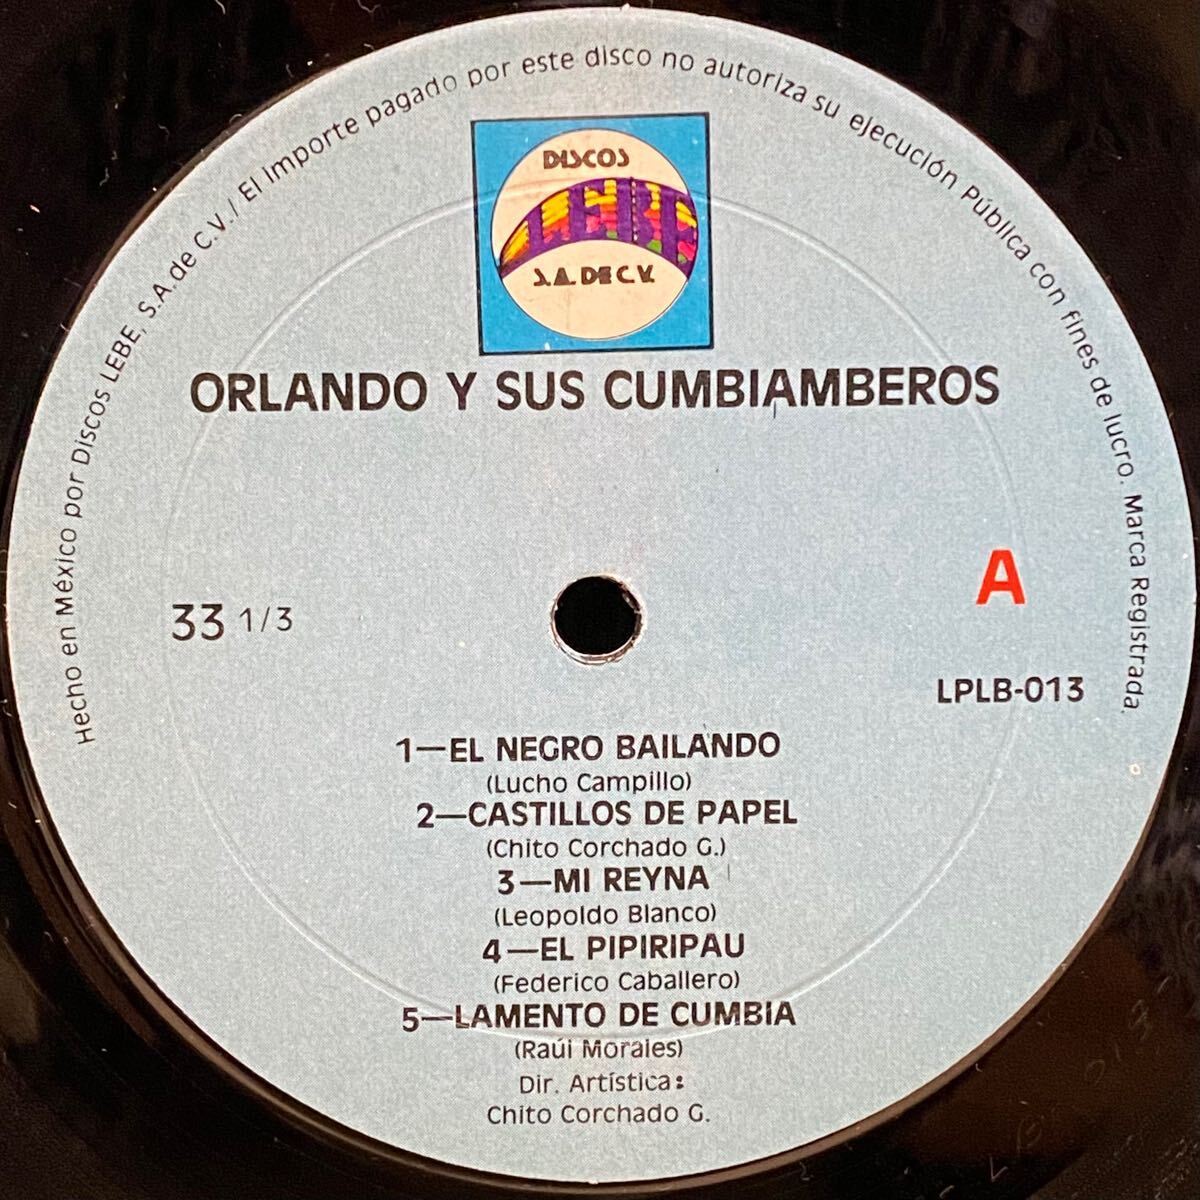 Hecho en México por Discos LEBE, S.A. de C.V. / El Importe pagado por este disco no autoriza su ejecución Pública con fines de lucro. Marca Registrada.
DISCOS
LEBE
S.A. DE C.V.
ORLANDO Y SUS CUMBIAMBEROS
A
33 1/3
LPLB-013
1—EL NEGRO BAILANDO
(Lucho Campillo)
2—CASTILLOS DE PAPEL
(Chito Corchado G.)
3—MI REYNA
(Leopoldo Blanco)
4—EL PIPIRIPAU
(Federico Caballero)
5—LAMENTO DE CUMBIA
(Raúl Morales)
Dir. Artística:
Chito Corchado G.